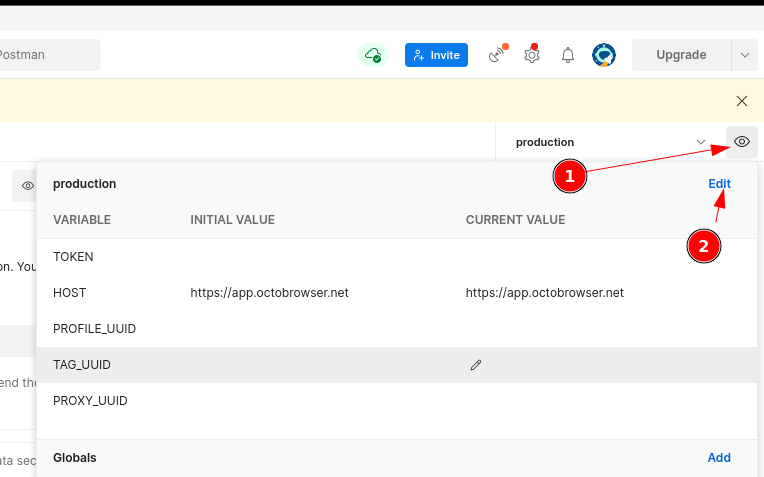 Postman
Invite
Upgrade
production
1
production
Edit
VARIABLE INITIAL VALUE CURRENT VALUE
2
TOKEN
on. You
HOST https://app.octobrowser.net https://app.octobrowser.net
PROFILE_UUID
TAG_UUID
end the
PROXY_UUID
ata sec
Globals Add